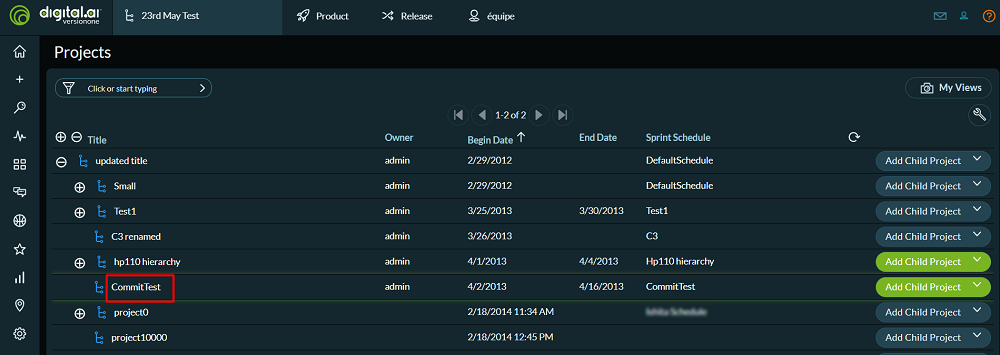 digital.ai
versionone
23rd May Test
Product
Release
équipe
?
Projects
Click or start typing
My Views
1-2 of 2
Title Owner Begin Date End Date Sprint Schedule
updated title admin 2/29/2012 DefaultSchedule Add Child Project
Small admin 2/29/2012 DefaultSchedule Add Child Project
Test1 admin 3/25/2013 3/30/2013 Test1 Add Child Project
C3 renamed admin 3/26/2013 C3 Add Child Project
hp110 hierarchy admin 4/1/2013 4/4/2013 Hp110 hierarchy Add Child Project
CommitTest admin 4/2/2013 4/16/2013 CommitTest Add Child Project
project0 2/18/2014 11:34 AM Add Child Project
project10000 2/18/2014 12:45 PM Add Child Project